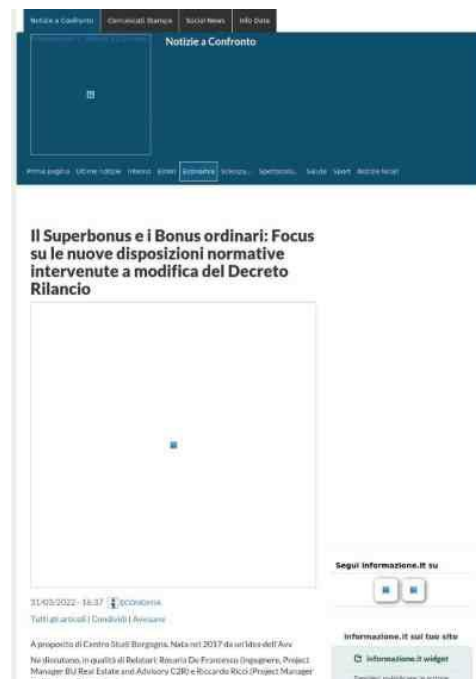 Notizie a Confronto Comunicati Stampa Social News Info Data
Notizie a Confronto
Prima pagina Ultime notizie Interno Esteri Economia Scienza... Spettacolo... Salute Sport Notizie locali
Il Superbonus e i Bonus ordinari: Focus
su le nuove disposizioni normative
intervenute a modifica del Decreto
Rilancio
Segui informazione.it su
31/03/2022 - 16:37 ECONOMIA
Tutti gli articoli | Condividi | Avvisami
Informazione.it sul tuo sito
A proposito di Centro Studi Borgogna. Nata nel 2017 da un'idea dell'Avv
Informazione.it widget
Ne discutono, in qualità di Relatori: Rosaria De Francesco (Ingegnere, Project
Manager BU Real Estate and Advisory C2R) e Riccardo Ricci (Project Manager